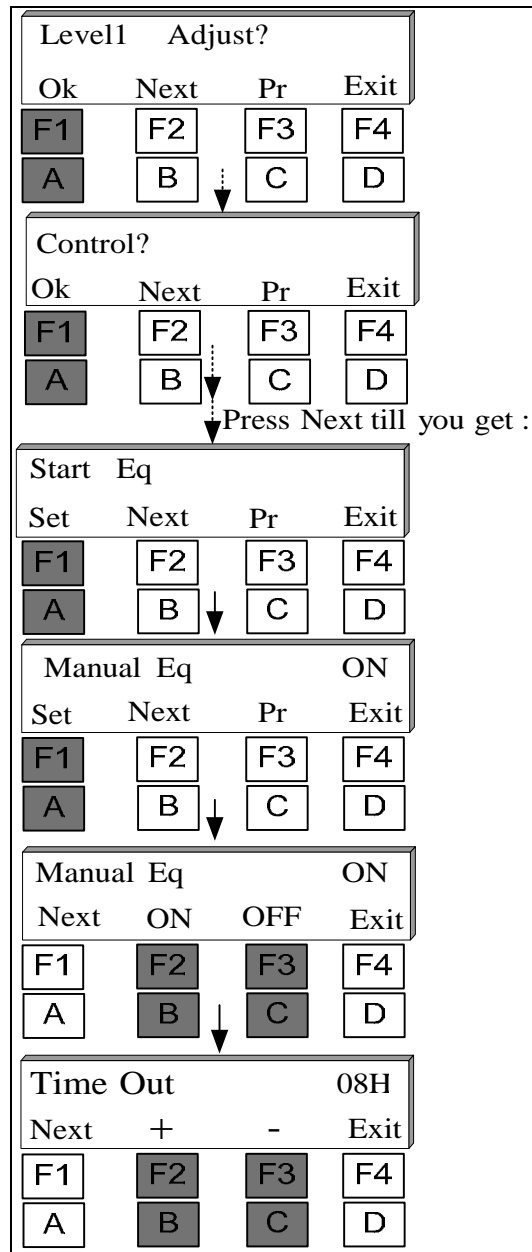 Level1 Adjust?
Ok Next Pr Exit
F1 F2 F3 F4
A B C D
Control?
Ok Next Pr Exit
F1 F2 F3 F4
A B C D
Press Next till you get :
Start Eq
Set Next Pr Exit
F1 F2 F3 F4
A B C D
Manual Eq ON
Set Next Pr Exit
F1 F2 F3 F4
A B C D
Manual Eq ON
Next ON OFF Exit
F1 F2 F3 F4
A B C D
Time Out 08H
Next + - Exit
F1 F2 F3 F4
A B C D